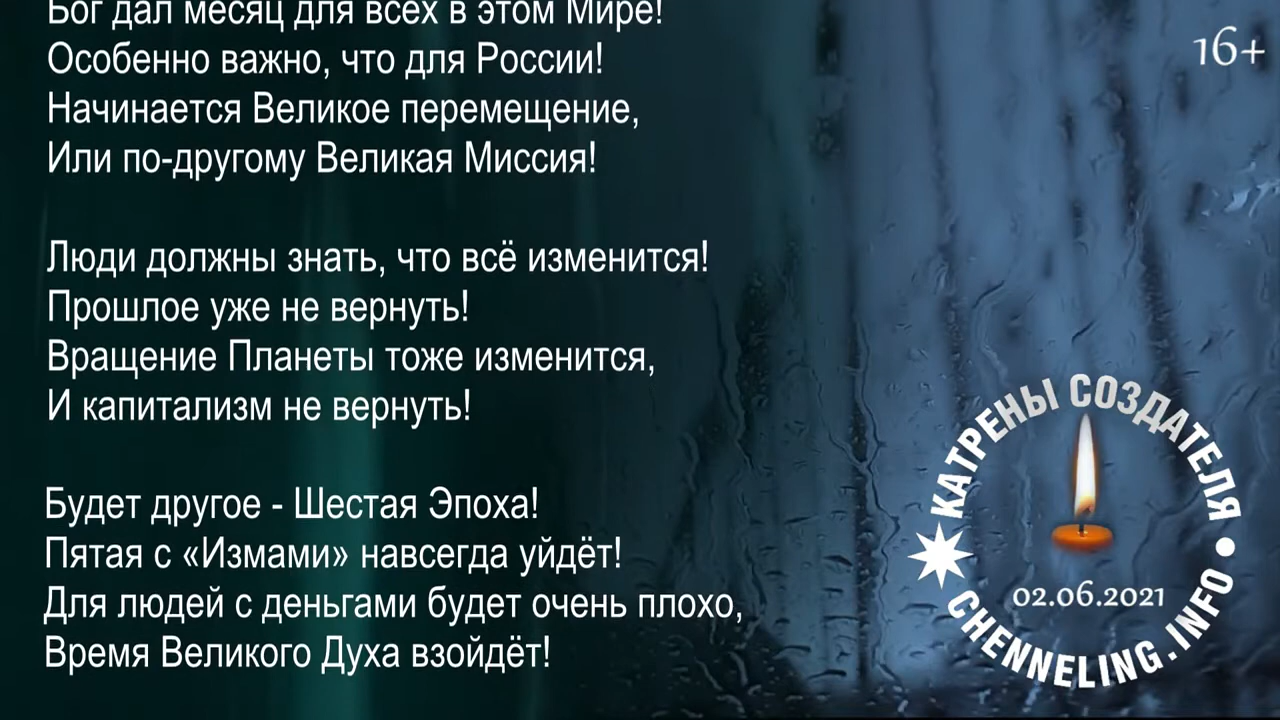 Бог дал месяц для всех в этом Мире!
Особенно важно, что для России!
Начинается Великое перемещение,
Или по-другому Великая Миссия!
Люди должны знать, что всё изменится!
Прошлое уже не вернуть!
Вращение Планеты тоже изменится,
И капитализм не вернуть!
Будет другое - Шестая Эпоха!
Пятая с «Измами» навсегда уйдёт!
Для людей с деньгами будет очень плохо,
Время Великого Духа взойдёт!
16+
КАТРЕНЫ СОЗДАТЕЛЯ
02.06.2021
CHENNELING.INFO